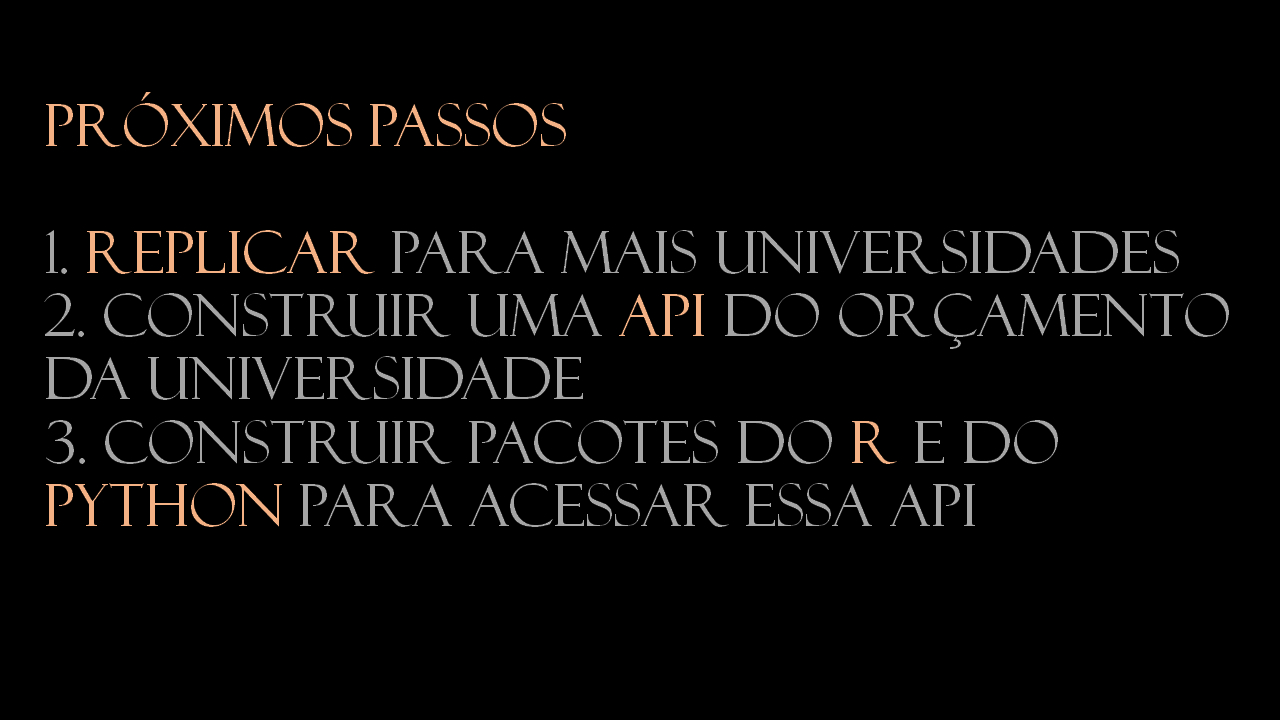 PRÓXIMOS PASSOS
1. REPLICAR PARA MAIS UNIVERSIDADES
2. CONSTRUIR UMA API DO ORÇAMENTO
DA UNIVERSIDADE
3. CONSTRUIR PACOTES DO R E DO
PYTHON PARA ACESSAR ESSA API